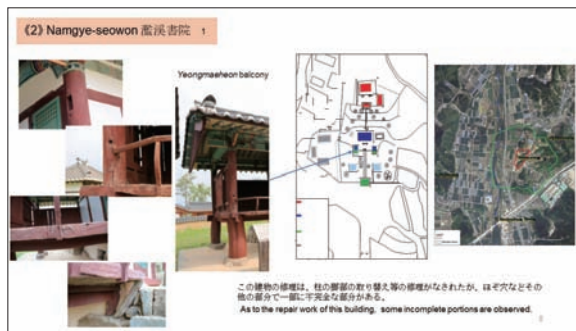 《2》Namgye-seowon 灆溪書院 1
Yeongmaeheon balcony
この建物の修理は、柱の脚部の取り替え等の修理がなされたが、ほぞ穴などその
他の部分で一部に不完全な部分がある。
As to the repair work of this building, some incomplete portions are observed.
8